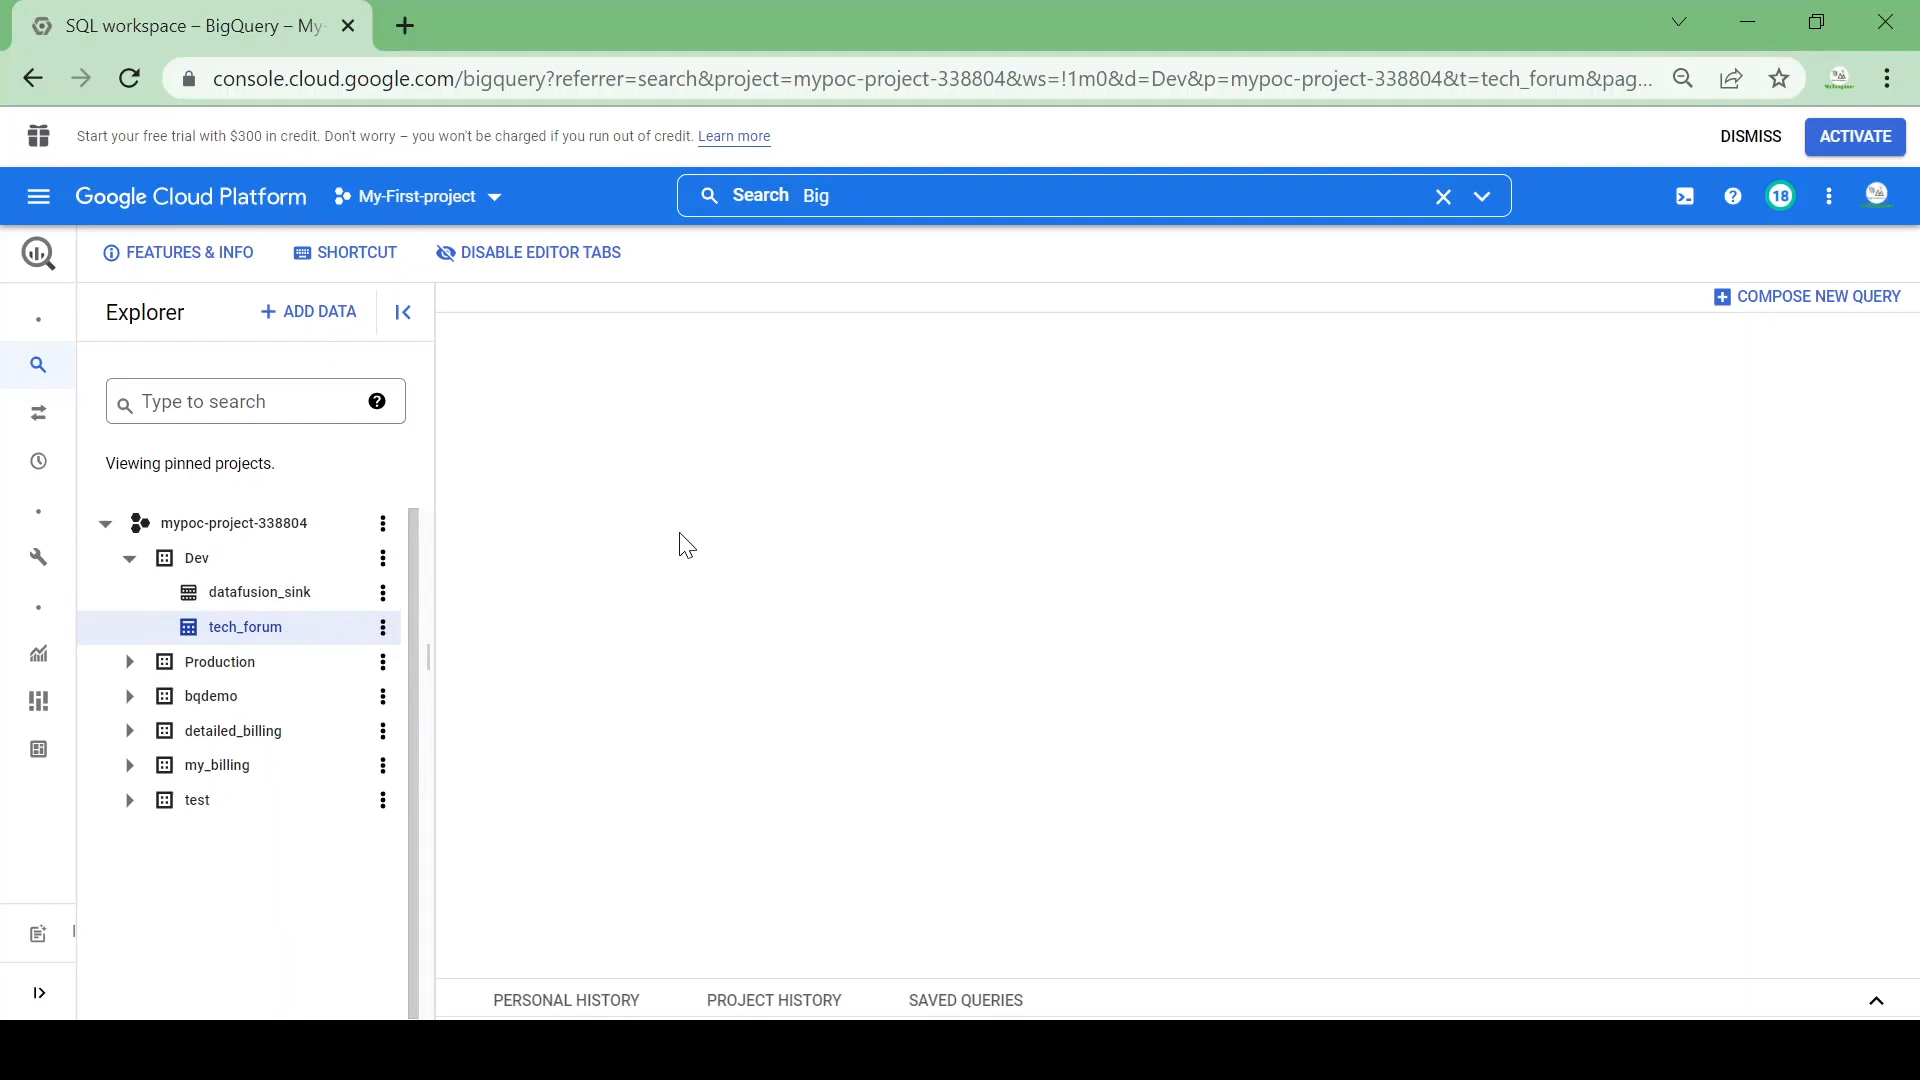 SQL workspace – BigQuery – My-
console.cloud.google.com/bigquery?referrer=search&project=mypoc-project-338804&ws=!1m0&d=Dev&p=mypoc-project-338804&t=tech_forum&pag...
Start your free trial with $300 in credit. Don't worry – you won't be charged if you run out of credit. Learn more
DISMISS
ACTIVATE
Google Cloud Platform
My-First-project
Search Big
18
FEATURES & INFO
SHORTCUT
DISABLE EDITOR TABS
Explorer
+ ADD DATA
COMPOSE NEW QUERY
Type to search
Viewing pinned projects.
mypoc-project-338804
Dev
datafusion_sink
tech_forum
Production
bqdemo
detailed_billing
my_billing
test
PERSONAL HISTORY
PROJECT HISTORY
SAVED QUERIES